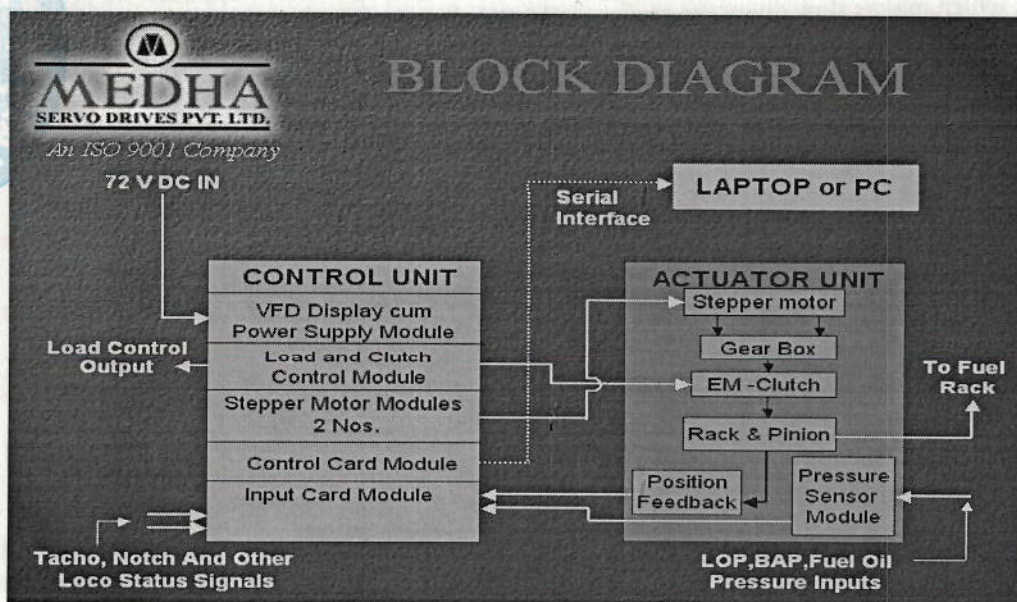 MEDHA
SERVO DRIVES PVT. LTD.
An ISO 9001 Company
BLOCK DIAGRAM
72 V DC IN
Serial
Interface
LAPTOP or PC
CONTROL UNIT
VFD Display cum
Power Supply Module
Load and Clutch
Control Module
Stepper Motor Modules
2 Nos.
Control Card Module
Input Card Module
Load Control
Output
Tacho, Notch And Other
Loco Status Signals
ACTUATOR UNIT
Stepper motor
Gear Box
EM -Clutch
Rack & Pinion
Position
Feedback
Pressure
Sensor
Module
To Fuel
Rack
LOP,BAP,Fuel Oil
Pressure Inputs